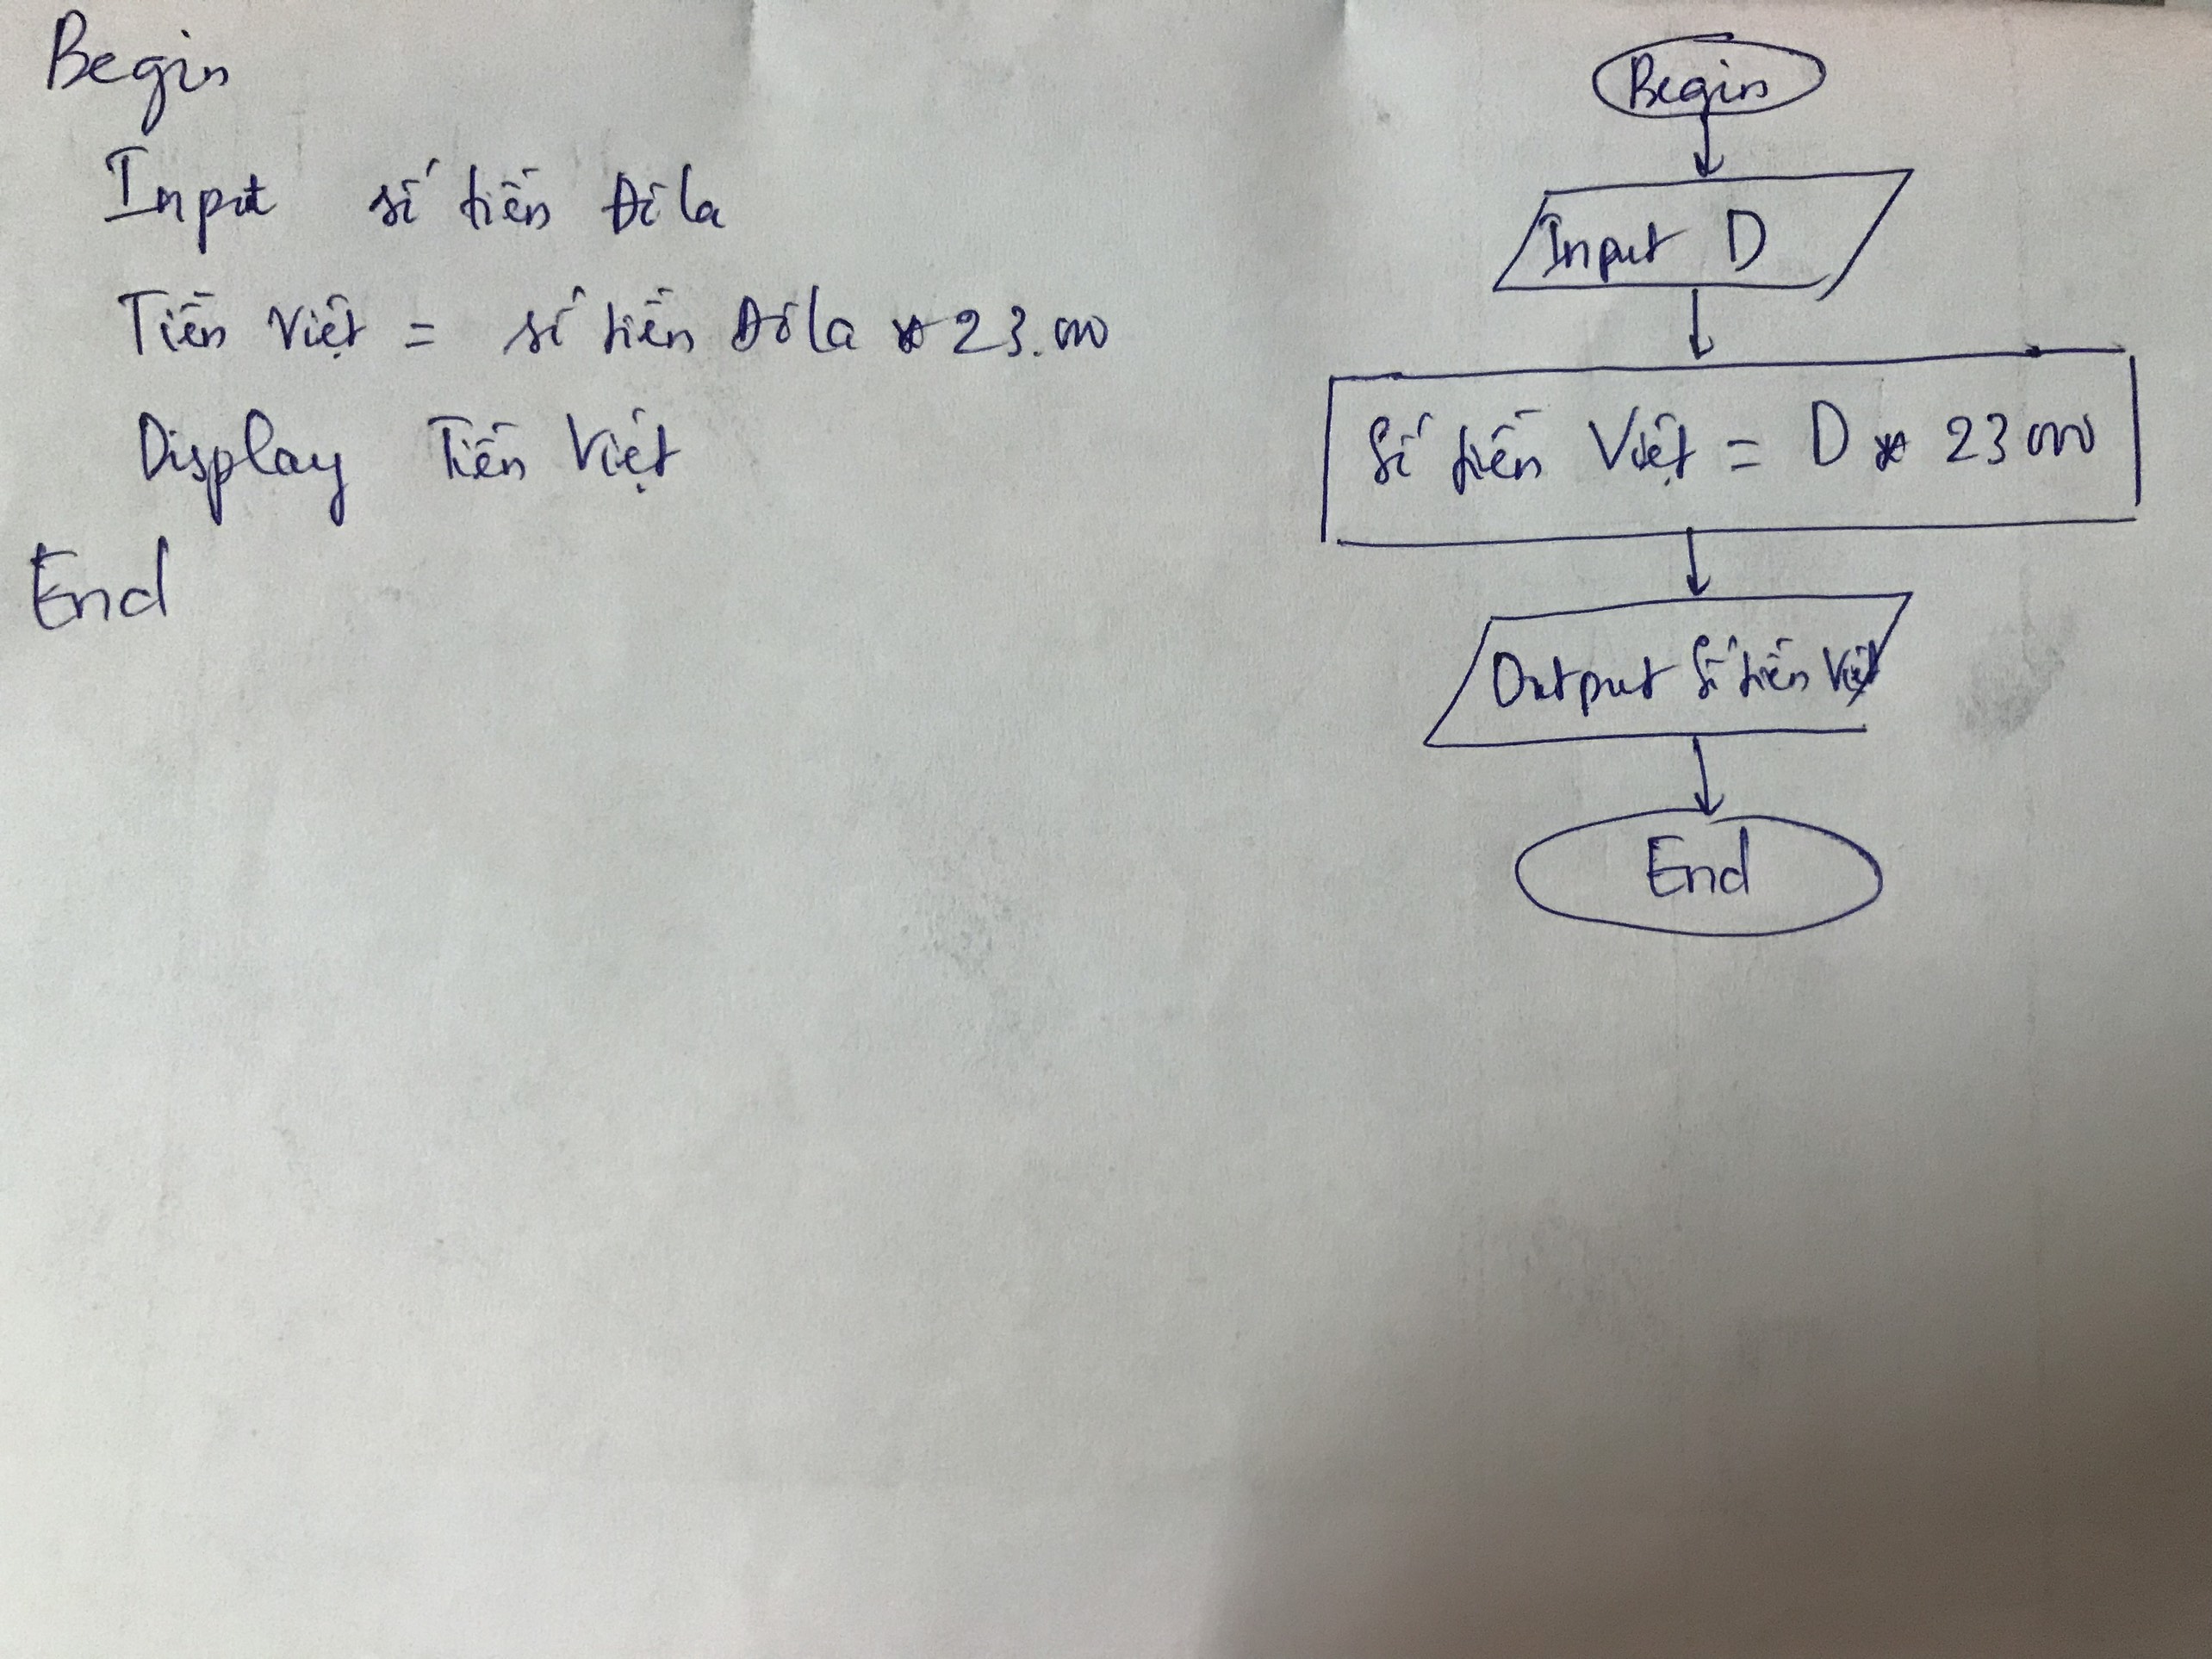 Begin
Input số tiền Đô la
Tiền Việt = số tiền Đô la * 23.000
Display Tiền Việt
End
Begin
Input D
Số tiền Việt = D * 23000
Output Số tiền Việt
End